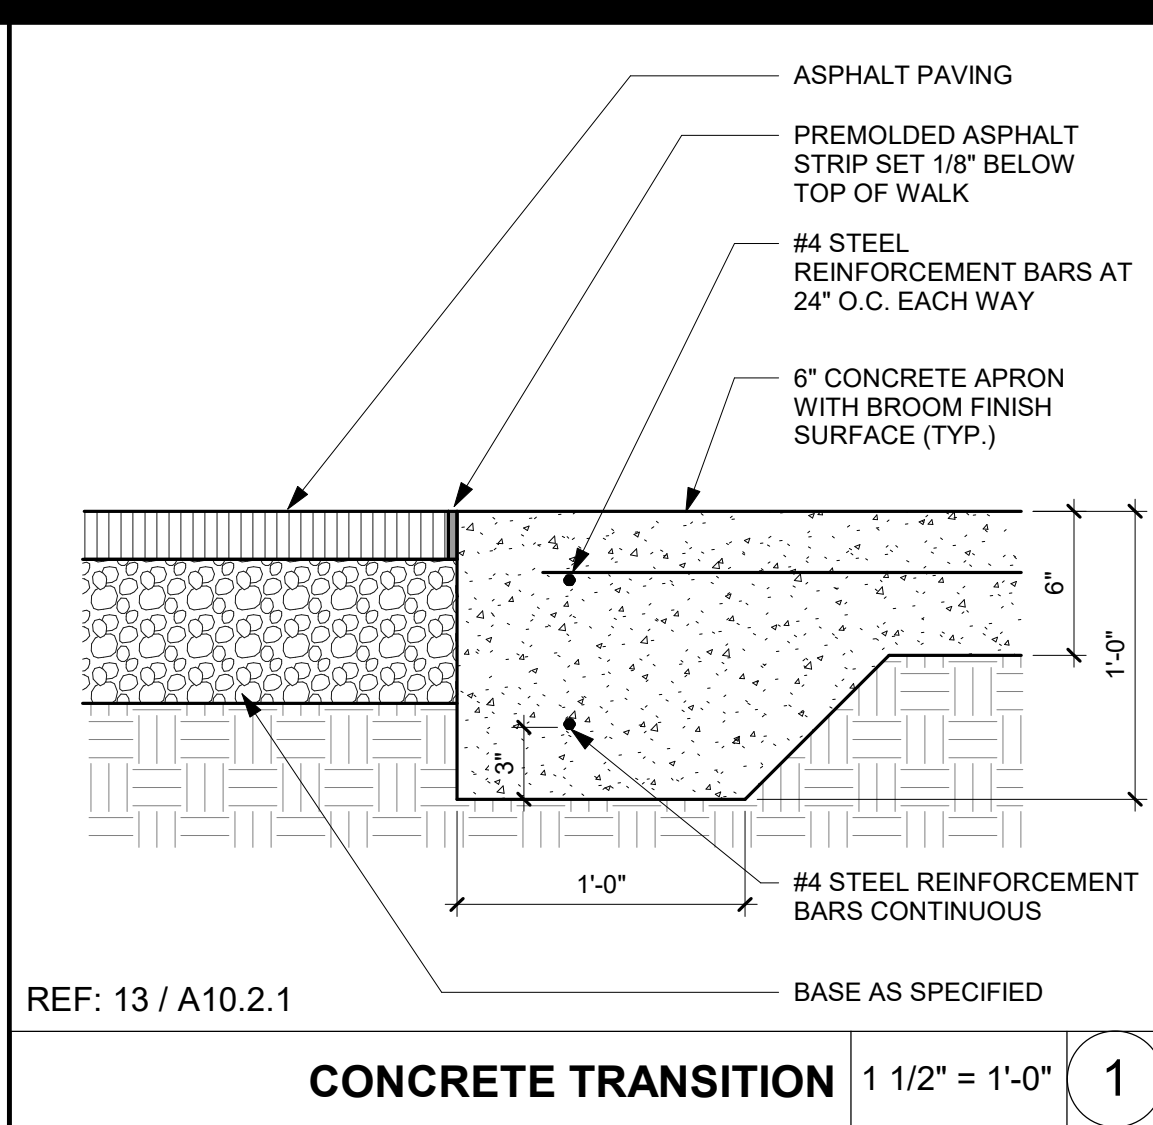 ASPHALT PAVING
PREMOLDED ASPHALT
STRIP SET 1/8" BELOW
TOP OF WALK
#4 STEEL
REINFORCEMENT BARS AT
24" O.C. EACH WAY
6" CONCRETE APRON
WITH BROOM FINISH
SURFACE (TYP.)
6"
1'-0"
3"
1'-0"
#4 STEEL REINFORCEMENT
BARS CONTINUOUS
BASE AS SPECIFIED
REF: 13 / A10.2.1
CONCRETE TRANSITION
1 1/2" = 1'-0"
1